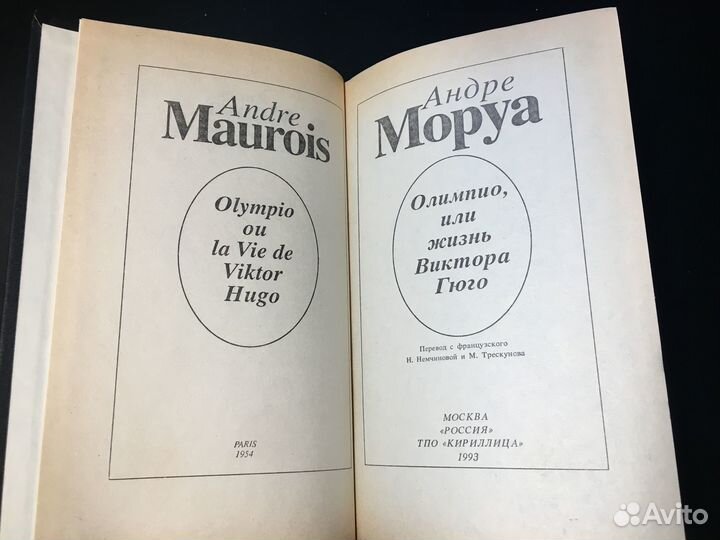 Andre
Maurois
Olympio
ou
la Vie de
Viktor
Hugo
PARIS
1954
Андре
Моруа
Олимпио,
или
жизнь
Виктора
Гюго
Перевод с французского
Н. Немчиновой и М. Трескунова
МОСКВА
«РОССИЯ»
ТПО «КИРИЛЛИЦА»
1993
Avito